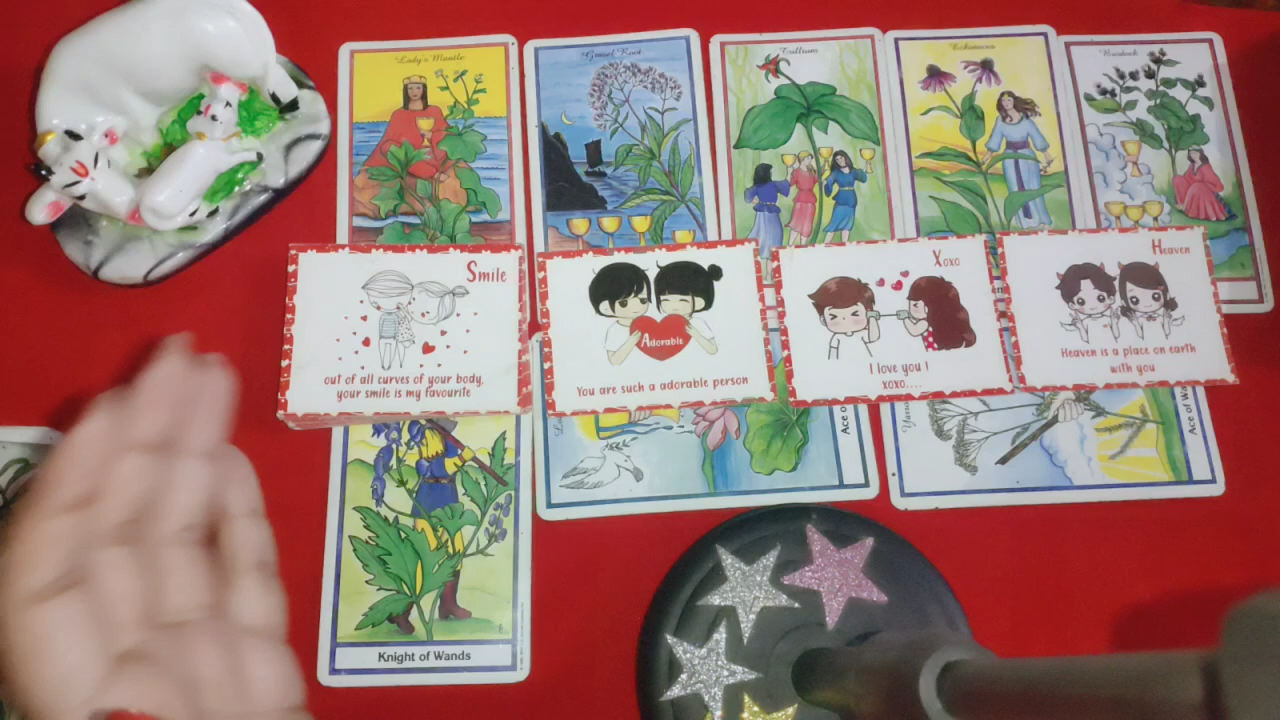 Lady's Mantle
Gravel Root
Trillium
Echinacea
Burdock
Smile
out of all curves of your body,
your smile is my favourite
Adorable
You are such a adorable person
Xoxo
I love you !
xoxo....
Heaven
Heaven is a place on earth
with you
Ace o
Ace of Wa
Knight of Wands